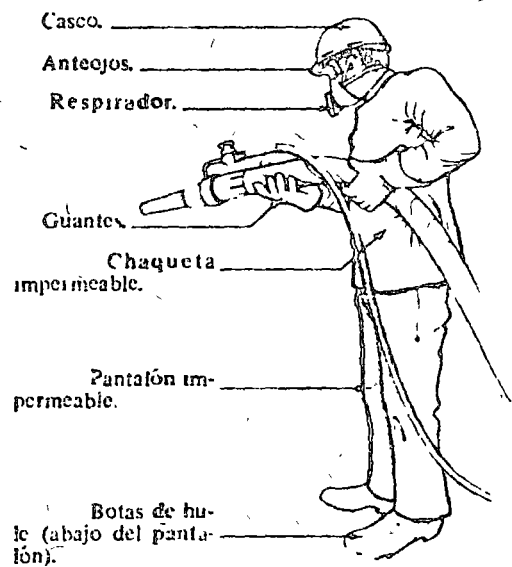 Casco.
Anteojos.
Respirador.
Guantes.
Chaqueta
impermeable.
Pantalón im-
permeable.
Botas de hu-
le (abajo del panta-
lón).